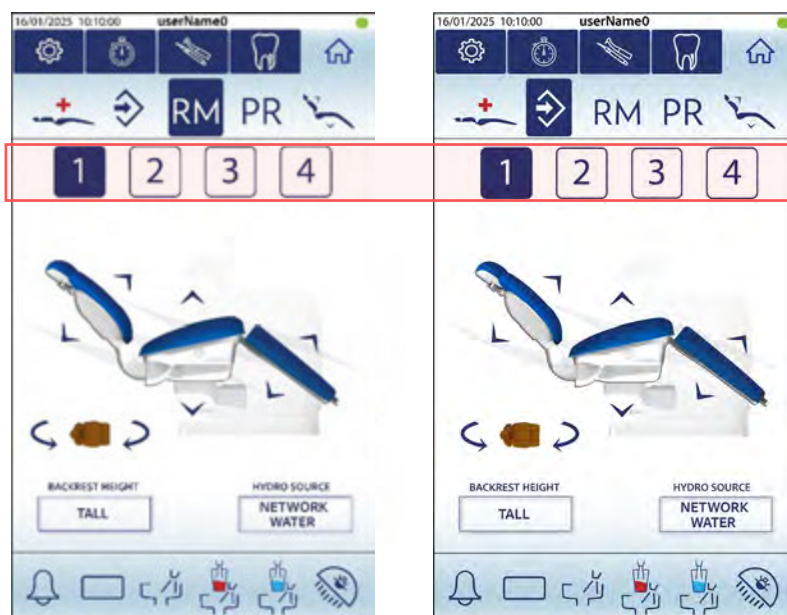 16/01/2025 10:10:00 userName0
RM PR
1 2 3 4
BACKREST HEIGHT HYDRO SOURCE
TALL NETWORK
WATER
16/01/2025 10:10:00 userName0
RM PR
1 2 3 4
BACKREST HEIGHT HYDRO SOURCE
TALL NETWORK
WATER